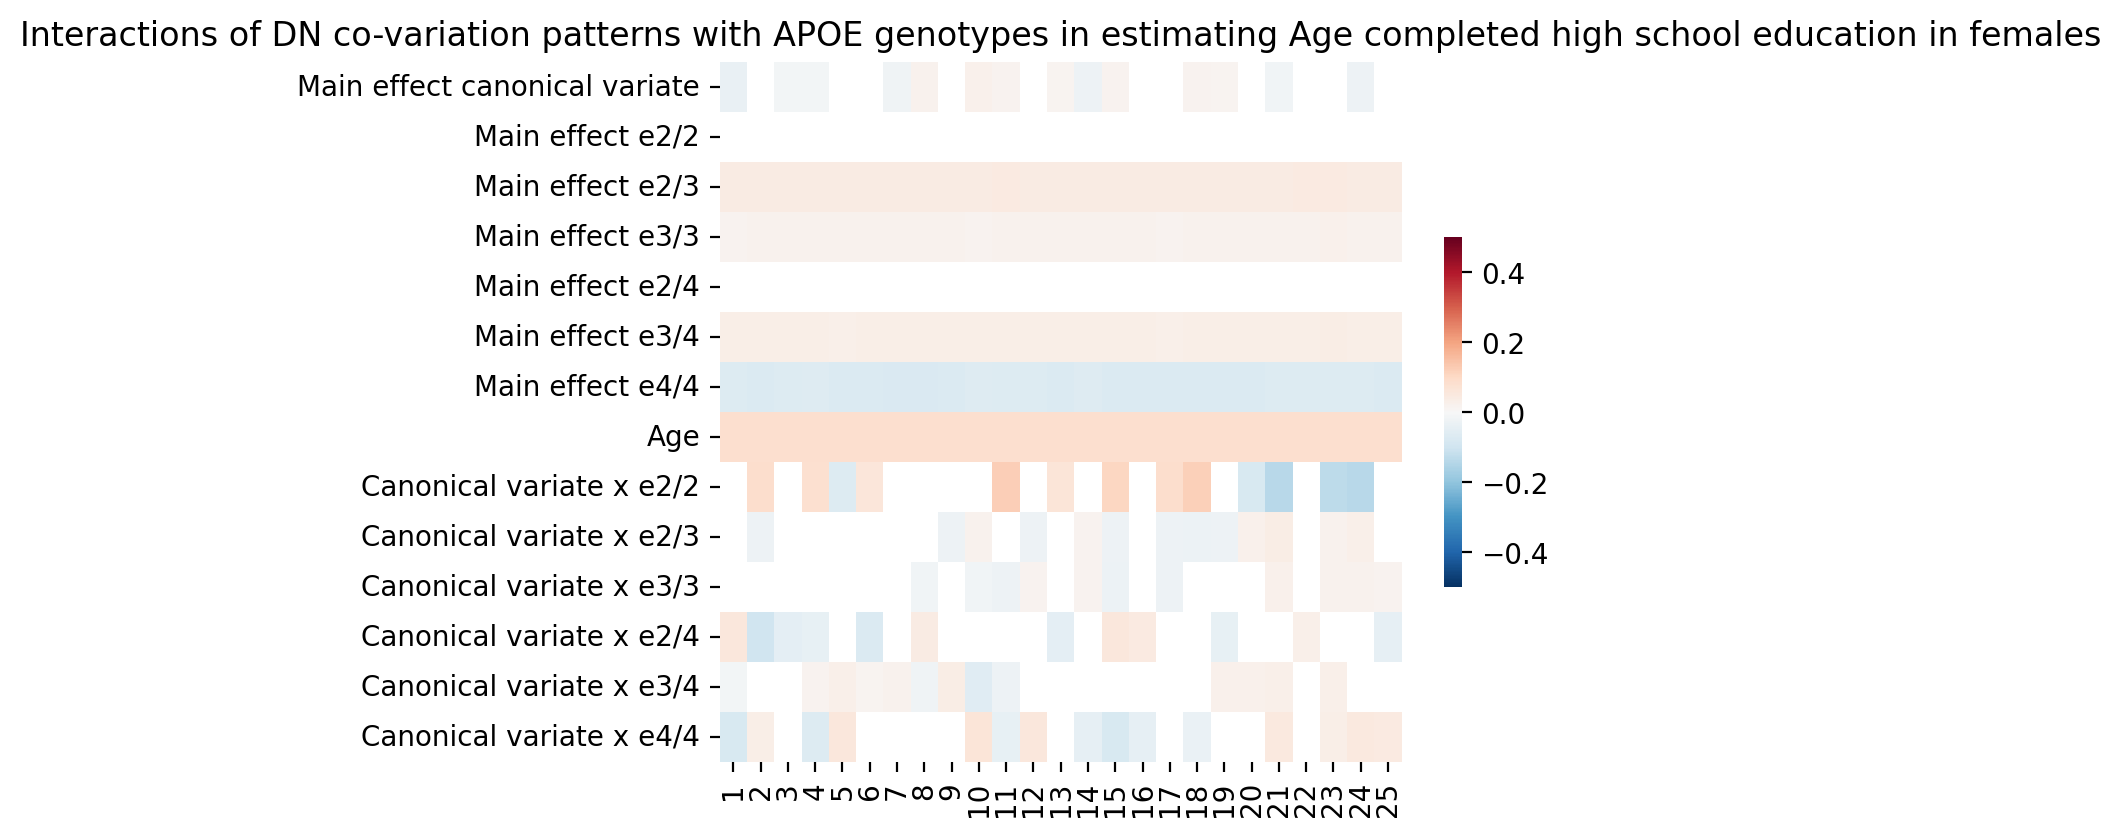 Interactions of DN co-variation patterns with APOE genotypes in estimating Age completed high school education in females
Main effect canonical variate
Main effect e2/2
Main effect e2/3
Main effect e3/3
Main effect e2/4
Main effect e3/4
Main effect e4/4
Age
Canonical variate x e2/2
Canonical variate x e2/3
Canonical variate x e3/3
Canonical variate x e2/4
Canonical variate x e3/4
Canonical variate x e4/4
1 2 3 4 5 6 7 8 9 10 11 12 13 14 15 16 17 18 19 20 21 22 23 24 25
0.4
0.2
0.0
−0.2
−0.4